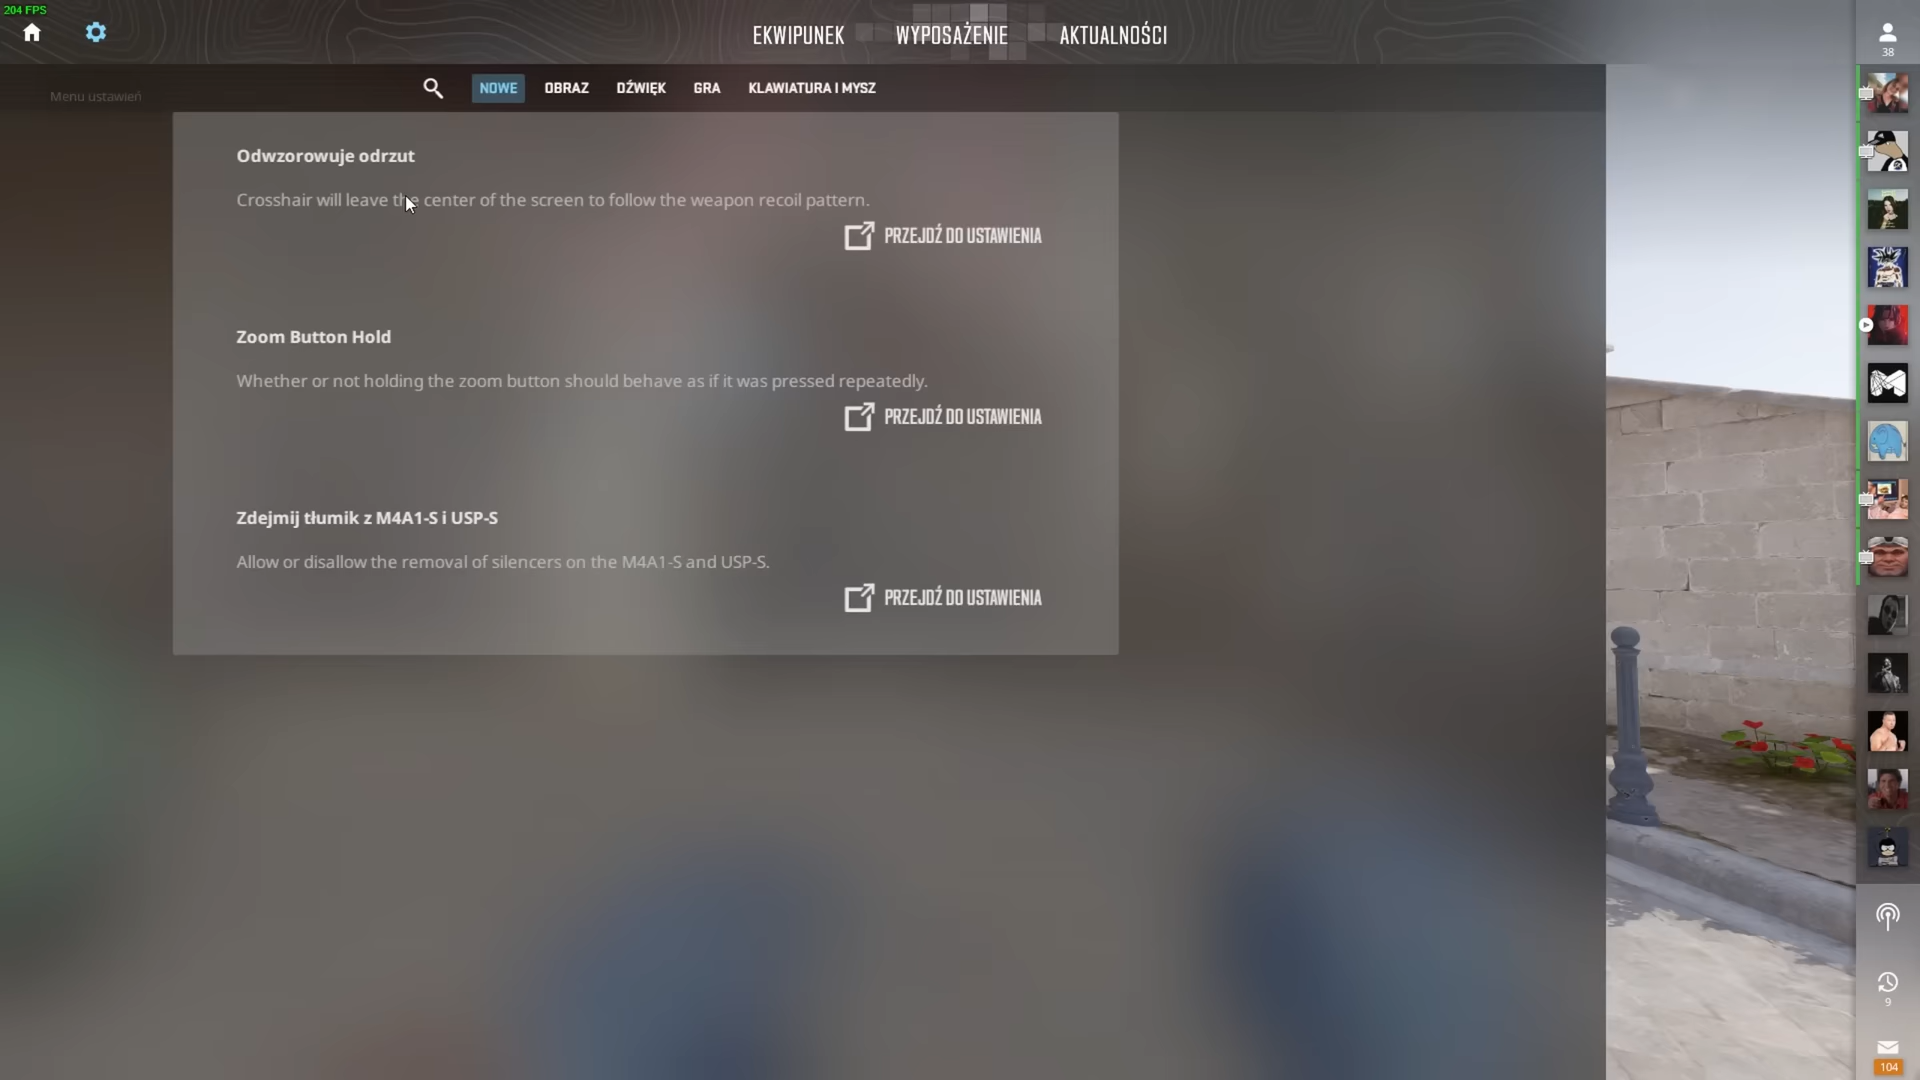 204 FPS
EKWIPUNEK WYPOSAŻENIE AKTUALNOŚCI
38
Menu ustawień
NOWE OBRAZ DŹWIĘK GRA KLAWIATURA I MYSZ
Odwzorowuje odrzut
Crosshair will leave the center of the screen to follow the weapon recoil pattern.
PRZEJDŹ DO USTAWIENIA
Zoom Button Hold
Whether or not holding the zoom button should behave as if it was pressed repeatedly.
PRZEJDŹ DO USTAWIENIA
Zdejmij tłumik z M4A1-S i USP-S
Allow or disallow the removal of silencers on the M4A1-S and USP-S.
PRZEJDŹ DO USTAWIENIA
9
104